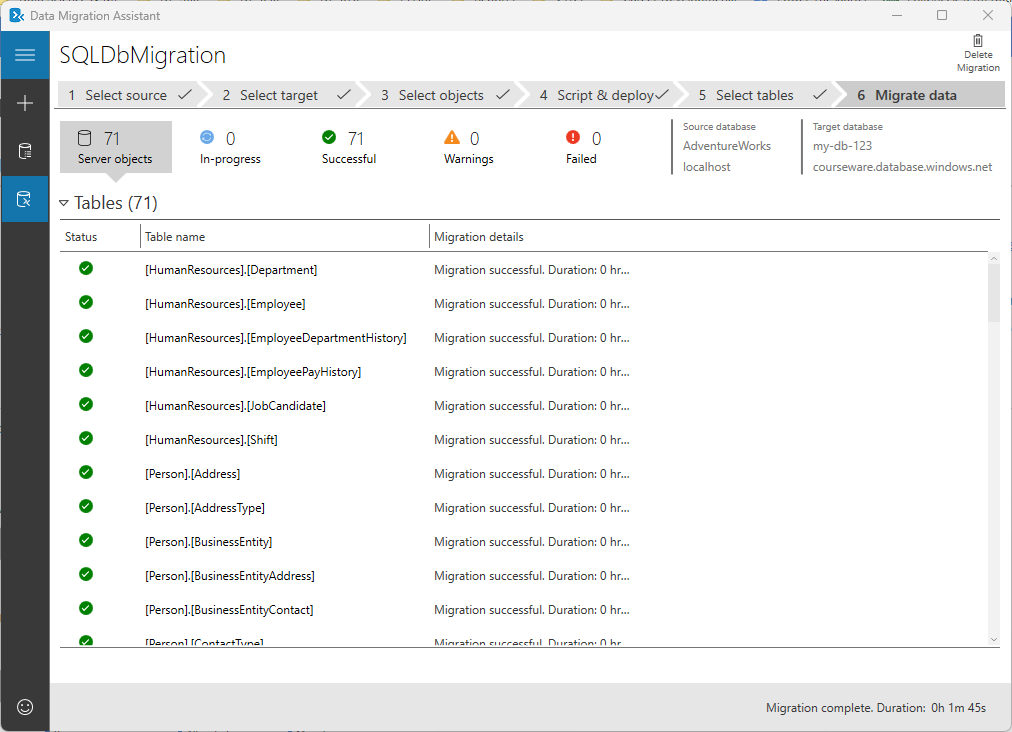 Data Migration Assistant
SQLDbMigration
Delete
Migration
1 Select source 2 Select target 3 Select objects 4 Script & deploy 5 Select tables 6 Migrate data
71 Server objects
0 In-progress
71 Successful
0 Warnings
0 Failed
Source database
AdventureWorks
localhost
Target database
my-db-123
courseware.database.windows.net
Tables (71)
Status Table name Migration details
[HumanResources].[Department] Migration successful. Duration: 0 hr...
[HumanResources].[Employee] Migration successful. Duration: 0 hr...
[HumanResources].[EmployeeDepartmentHistory] Migration successful. Duration: 0 hr...
[HumanResources].[EmployeePayHistory] Migration successful. Duration: 0 hr...
[HumanResources].[JobCandidate] Migration successful. Duration: 0 hr...
[HumanResources].[Shift] Migration successful. Duration: 0 hr...
[Person].[Address] Migration successful. Duration: 0 hr...
[Person].[AddressType] Migration successful. Duration: 0 hr...
[Person].[BusinessEntity] Migration successful. Duration: 0 hr...
[Person].[BusinessEntityAddress] Migration successful. Duration: 0 hr...
[Person].[BusinessEntityContact] Migration successful. Duration: 0 hr...
[Person].[ContactType] Migration successful. Duration: 0 hr...
Migration complete. Duration: 0h 1m 45s